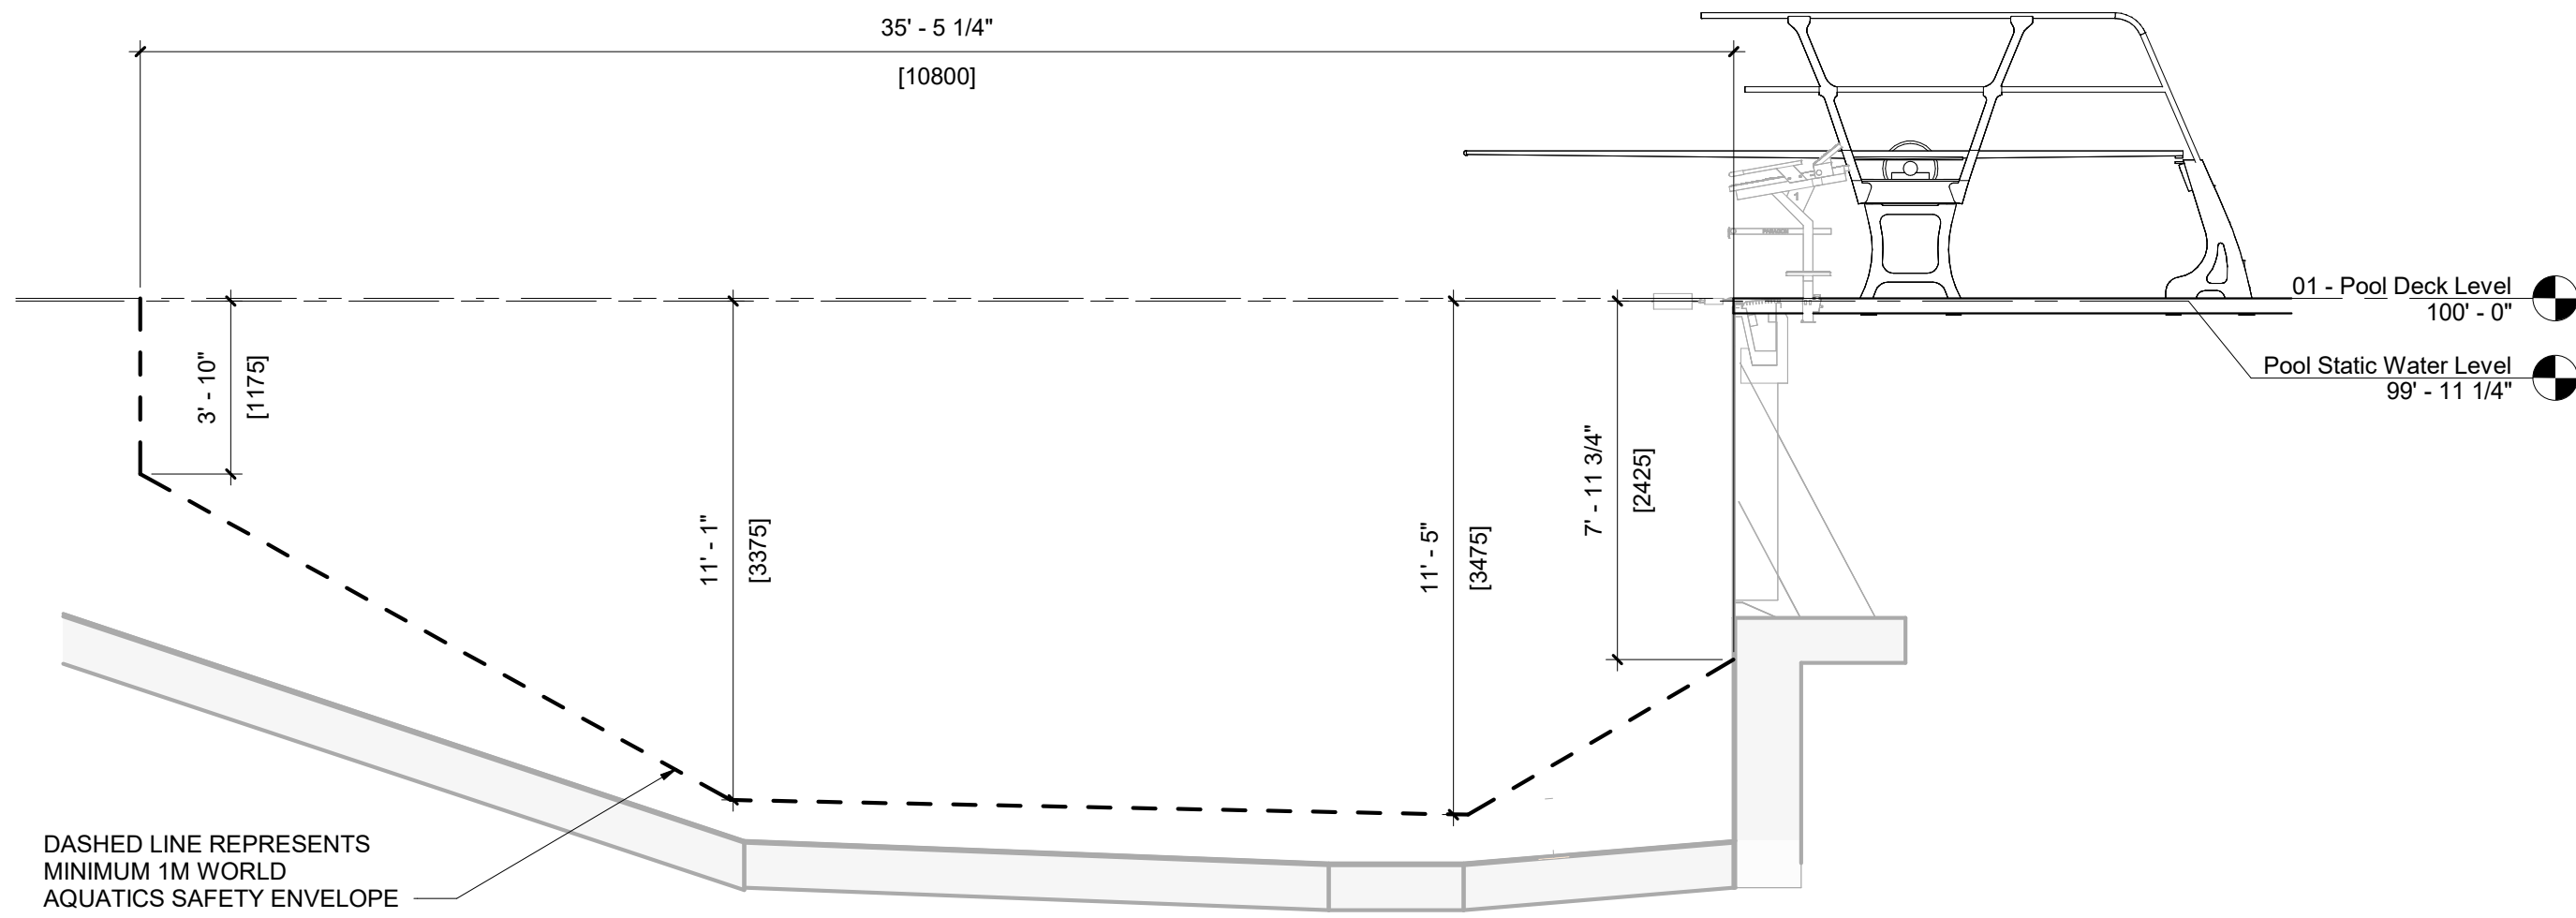 35' - 5 1/4"
[10800]
1
PARAGON
01 - Pool Deck Level
100' - 0"
Pool Static Water Level
99' - 11 1/4"
3' - 10"
[1175]
11' - 1"
[3375]
11' - 5"
[3475]
7' - 11 3/4"
[2425]
DASHED LINE REPRESENTS
MINIMUM 1M WORLD
AQUATICS SAFETY ENVELOPE